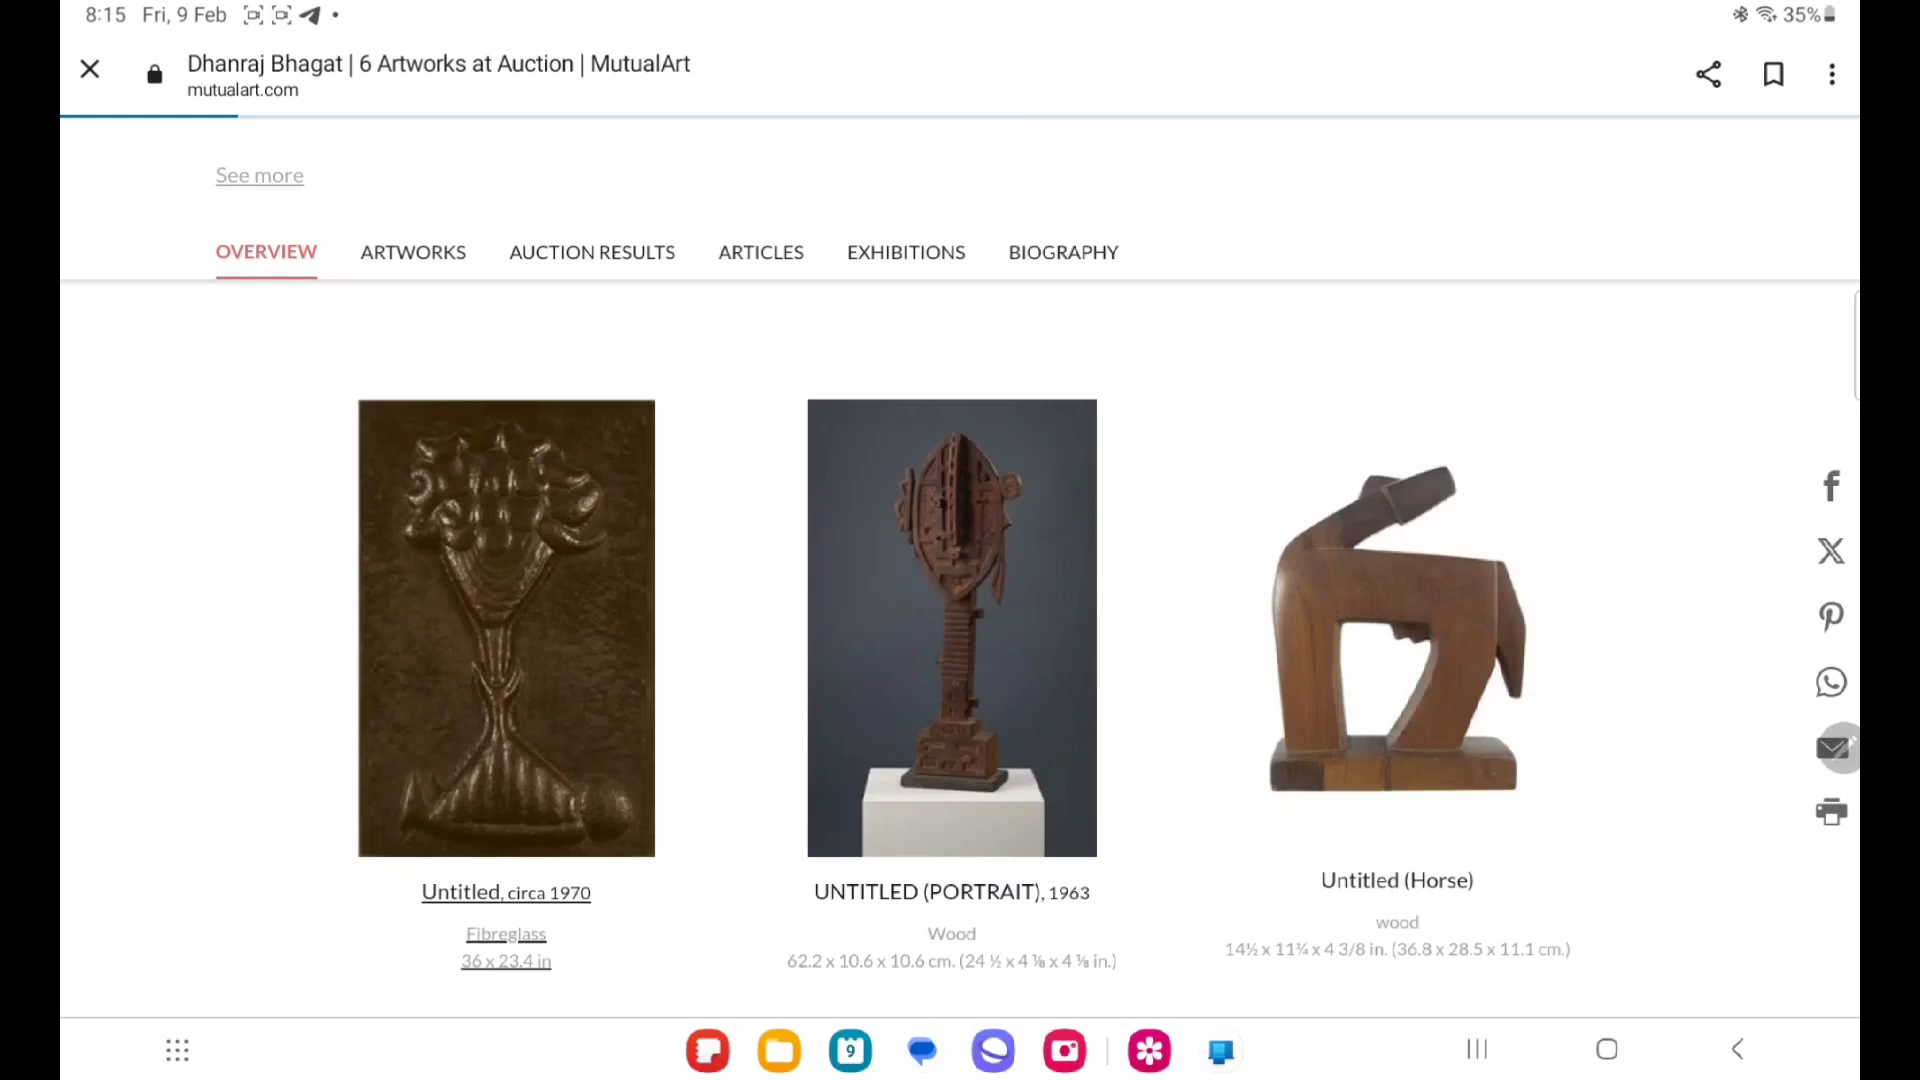 8:15 Fri, 9 Feb
35%
Dhanraj Bhagat | 6 Artworks at Auction | MutualArt
mutualart.com
See more
OVERVIEW ARTWORKS AUCTION RESULTS ARTICLES EXHIBITIONS BIOGRAPHY
Untitled, circa 1970
Fibreglass
36 x 23.4 in
UNTITLED (PORTRAIT), 1963
Wood
62.2 x 10.6 x 10.6 cm. (24 ½ x 4 ⅛ x 4 ⅛ in.)
Untitled (Horse)
wood
14½ x 11¼ x 4 3/8 in. (36.8 x 28.5 x 11.1 cm.)
9